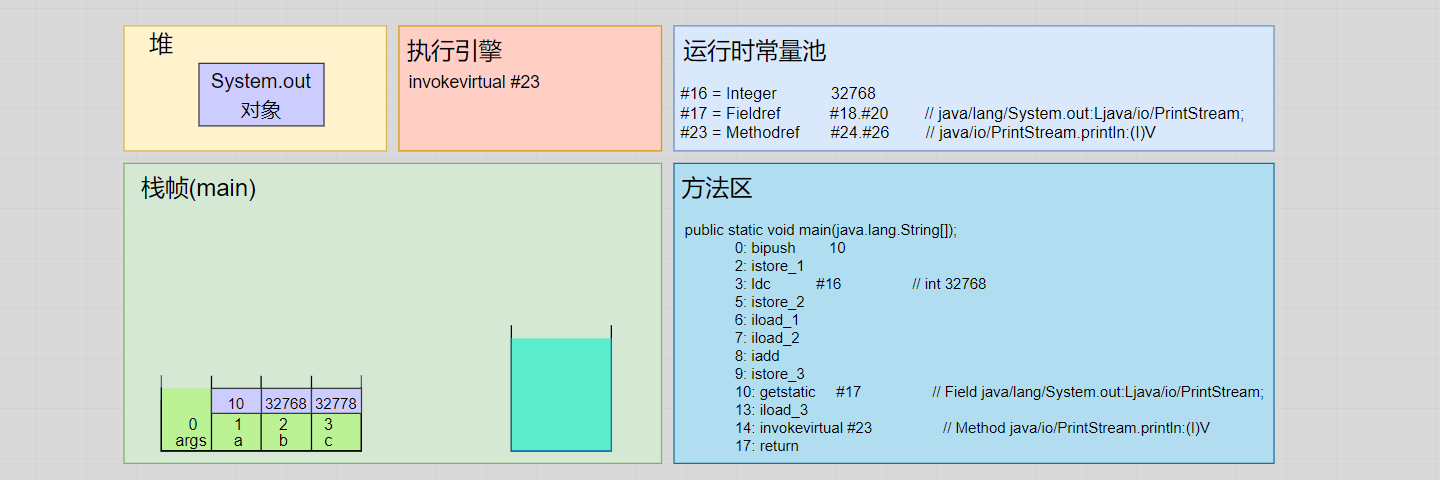 堆
System.out
对象
执行引擎
invokevirtual #23
运行时常量池
#16 = Integer 32768
#17 = Fieldref #18.#20 // java/lang/System.out:Ljava/io/PrintStream;
#23 = Methodref #24.#26 // java/io/PrintStream.println:(I)V
栈帧(main)
10 32768 32778
0 1 2 3
args a b c
方法区
public static void main(java.lang.String[]);
0: bipush 10
2: istore_1
3: ldc #16 // int 32768
5: istore_2
6: iload_1
7: iload_2
8: iadd
9: istore_3
10: getstatic #17 // Field java/lang/System.out:Ljava/io/PrintStream;
13: iload_3
14: invokevirtual #23 // Method java/io/PrintStream.println:(I)V
17: return